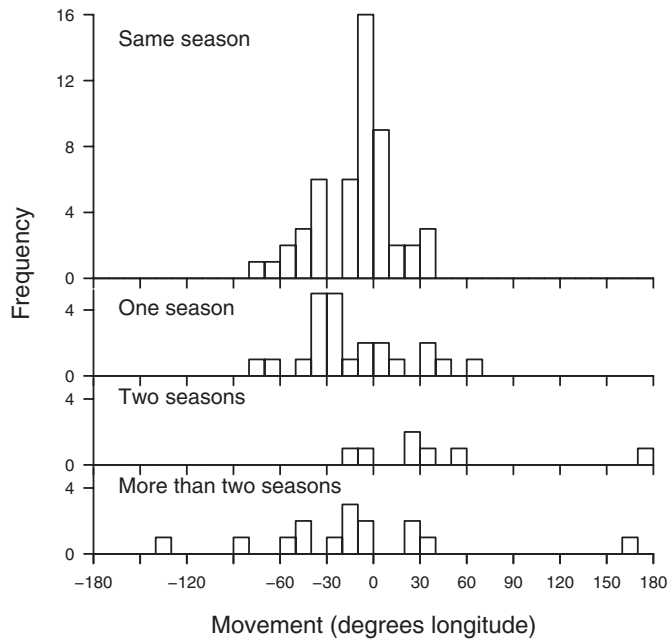 Same season
16
12
8
4
0
One season
4
0
Two seasons
4
0
More than two seasons
4
0
Frequency
−180 −120 −60 −30 0 30 60 90 120 150 180
Movement (degrees longitude)